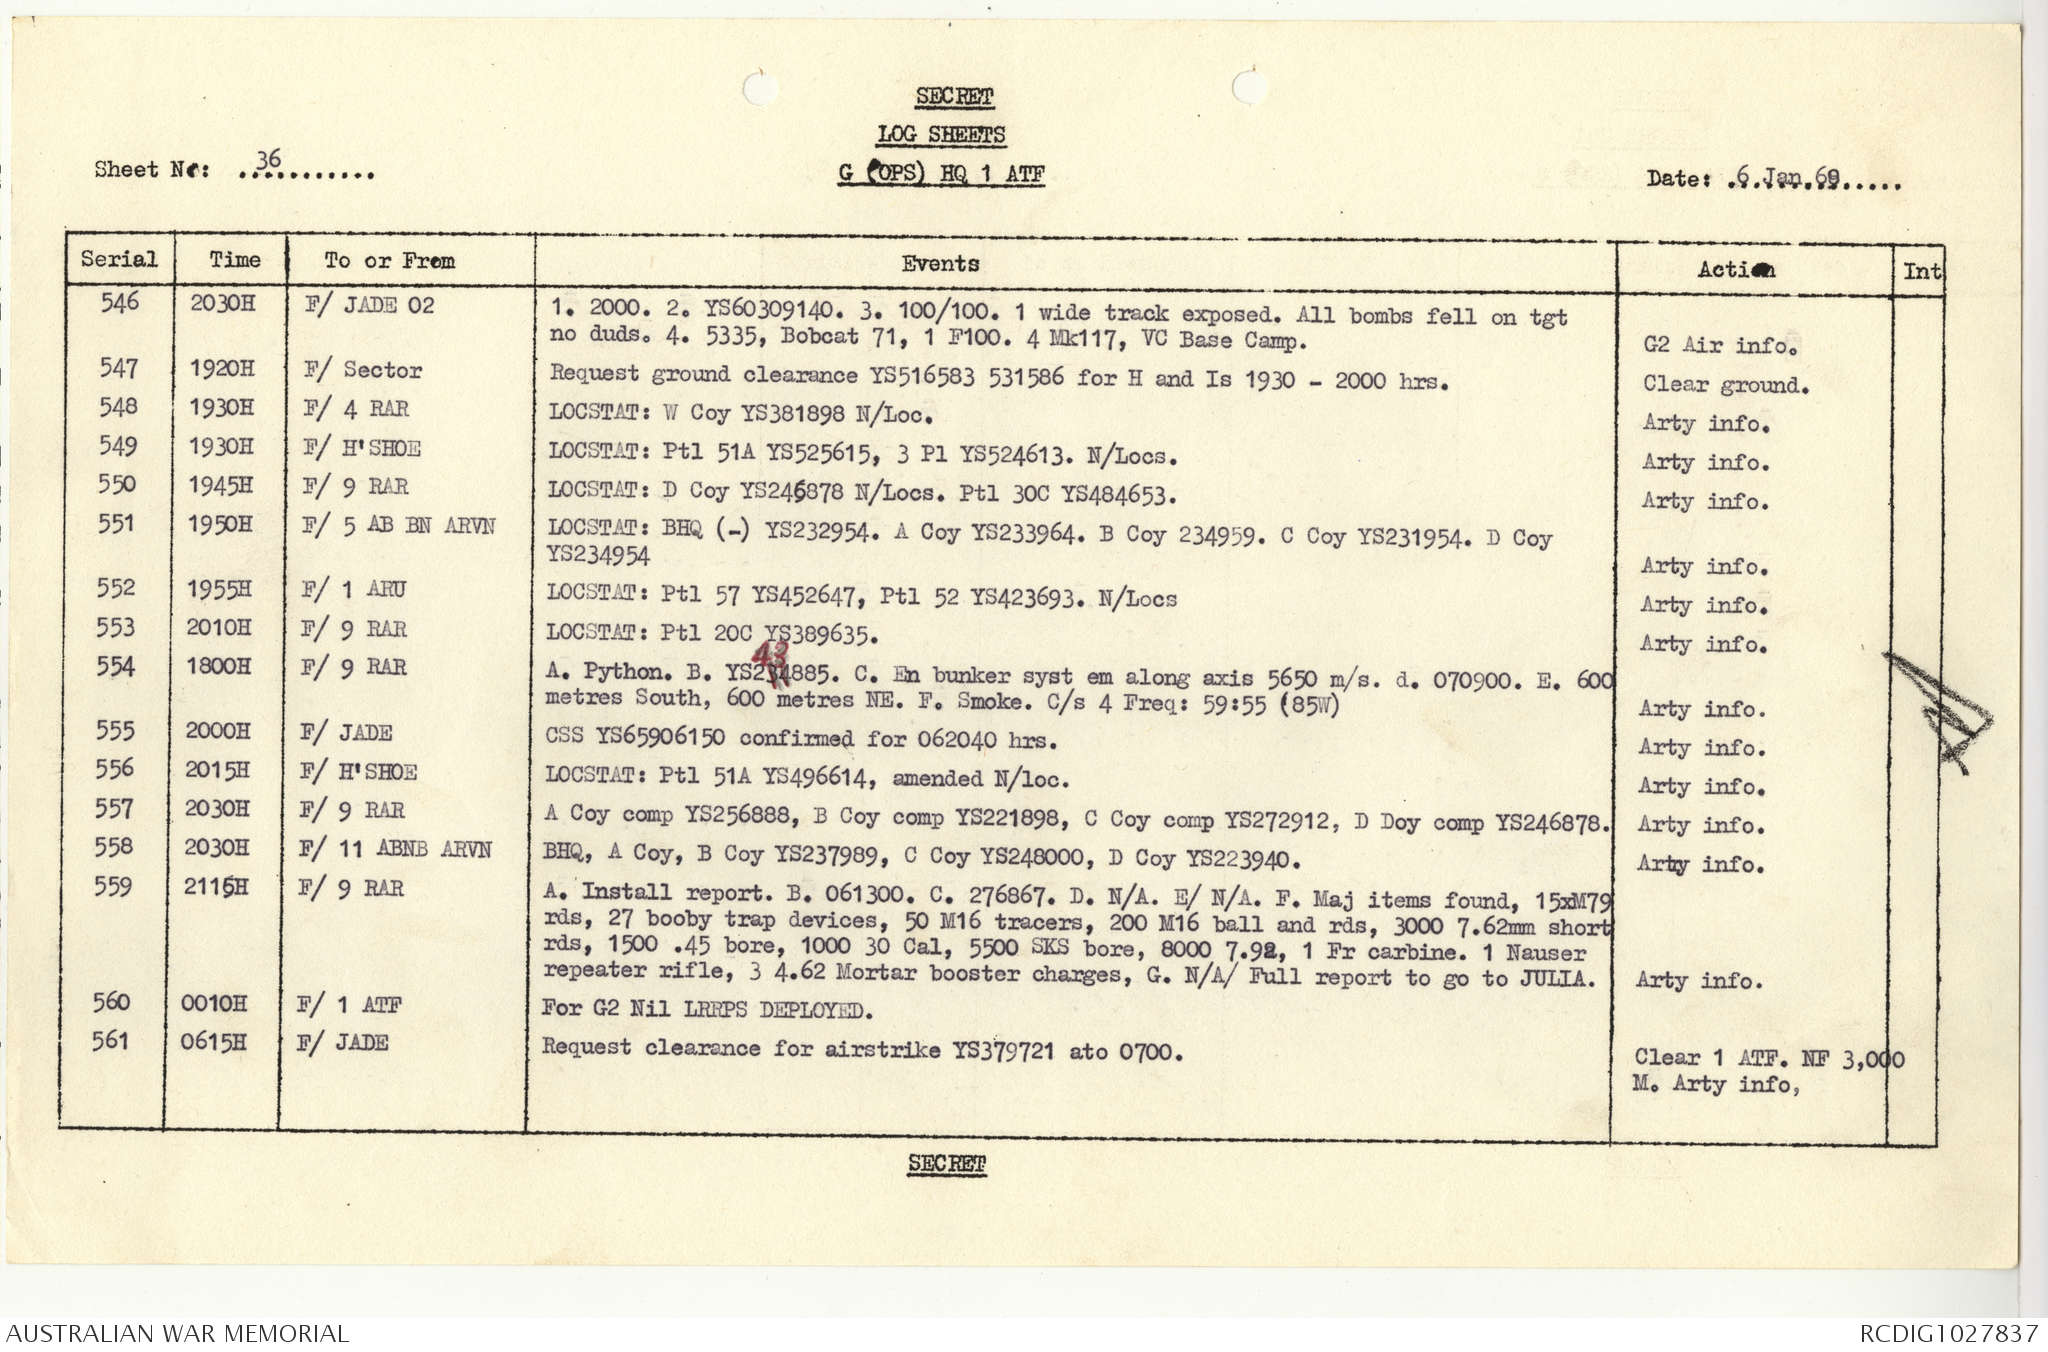 SECRET
LOG SHEETS
G (OPS) HQ 1 ATF
Sheet No: 36
Date: 6 Jan 69
Serial Time To or From Events Action Int
546 2030H F/ JADE 02 1. 2000. 2. YS60309140. 3. 100/100. 1 wide track exposed. All bombs fell on tgt
no duds. 4. 5335, Bobcat 71, 1 F100. 4 Mk117, VC Base Camp. G2 Air info.
547 1920H F/ Sector Request ground clearance YS516583 531586 for H and Is 1930 - 2000 hrs. Clear ground.
548 1930H F/ 4 RAR LOCSTAT: W Coy YS381898 N/Loc. Arty info.
549 1930H F/ H'SHOE LOCSTAT: Ptl 51A YS525615, 3 Pl YS524613. N/Locs. Arty info.
550 1945H F/ 9 RAR LOCSTAT: D Coy YS246878 N/Locs. Ptl 30C YS484653. Arty info.
551 1950H F/ 5 AB BN ARVN LOCSTAT: BHQ (-) YS232954. A Coy YS233964. B Coy 234959. C Coy YS231954. D Coy
YS234954 Arty info.
552 1955H F/ 1 ARU LOCSTAT: Ptl 57 YS452647, Ptl 52 YS423693. N/Locs Arty info.
553 2010H F/ 9 RAR LOCSTAT: Ptl 20C YS389635. Arty info.
43
554 1800H F/ 9 RAR A. Python. B. YS234885. C. En bunker syst em along axis 5650 m/s. d. 070900. E. 600
metres South, 600 metres NE. F. Smoke. C/s 4 Freq: 59:55 (85W) Arty info.
555 2000H F/ JADE CSS YS65906150 confirmed for 062040 hrs. Arty info.
556 2015H F/ H'SHOE LOCSTAT: Ptl 51A YS496614, amended N/loc. Arty info.
557 2030H F/ 9 RAR A Coy comp YS256888, B Coy comp YS221898, C Coy comp YS272912, D Doy comp YS246878. Arty info.
558 2030H F/ 11 ABNB ARVN BHQ, A Coy, B Coy YS237989, C Coy YS248000, D Coy YS223940. Arty info.
559 2115H F/ 9 RAR A. Install report. B. 061300. C. 276867. D. N/A. E/ N/A. F. Maj items found, 15xM79
rds, 27 booby trap devices, 50 M16 tracers, 200 M16 ball and rds, 3000 7.62mm short
rds, 1500 .45 bore, 1000 30 Cal, 5500 SKS bore, 8000 7.92, 1 Fr carbine. 1 Nauser
repeater rifle, 3 4.62 Mortar booster charges, G. N/A/ Full report to go to JULIA. Arty info.
560 0010H F/ 1 ATF For G2 Nil LRRPS DEPLOYED.
561 0615H F/ JADE Request clearance for airstrike YS379721 ato 0700. Clear 1 ATF. NF 3,000
M. Arty info,
SECRET
AUSTRALIAN WAR MEMORIAL
RCDIG1027837